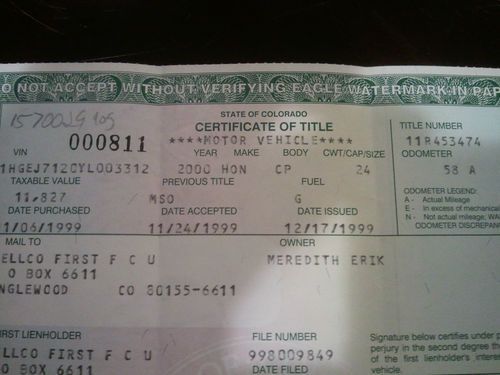 O NOT ACCEPT WITHOUT VERIFYING EAGLE WATERMARK IN PAP
STATE OF COLORADO
CERTIFICATE OF TITLE
****MOTOR VEHICLE****
000811
TITLE NUMBER
11R453474
VIN YEAR MAKE BODY CWT/CAP/SIZE ODOMETER
1HGEJ712CYL003312 2000 HON CP 24 58 A
TAXABLE VALUE PREVIOUS TITLE FUEL
11,827 MSO G
ODOMETER LEGEND:
A - Actual Mileage
E - In excess of mechanical
N - Not actual mileage; WA
ODOMETER DISCREPAN
DATE PURCHASED DATE ACCEPTED DATE ISSUED
1/06/1999 11/24/1999 12/17/1999
MAIL TO OWNER
ELLCO FIRST F C U MEREDITH ERIK
O BOX 6611
NGLEWOOD CO 80155-6611
IRST LIENHOLDER FILE NUMBER
ELLCO FIRST F C U 998009849
O BOX 6611 DATE FILED
Signature below certifies under p
perjury in the second degree th
of the first lienholder's intere
vehicle.